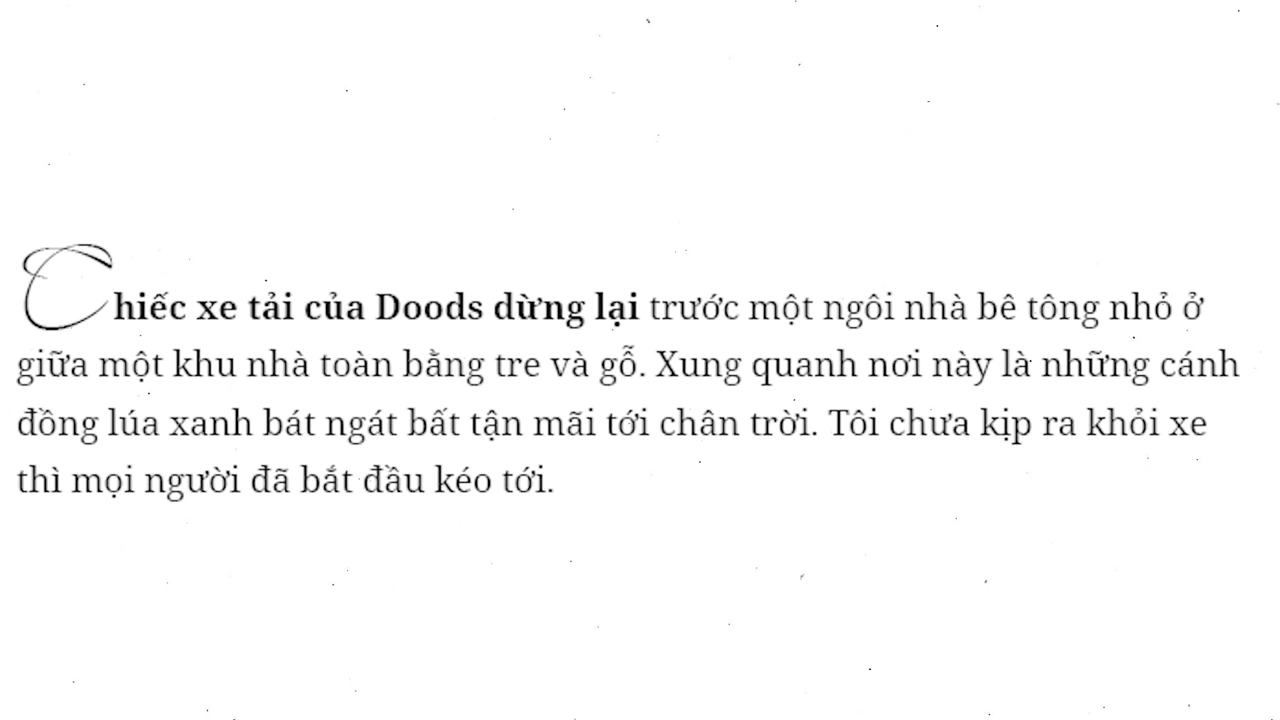 Chiếc xe tải của Doods dừng lại trước một ngôi nhà bê tông nhỏ ở
giữa một khu nhà toàn bằng tre và gỗ. Xung quanh nơi này là những cánh
đồng lúa xanh bát ngát bất tận mãi tới chân trời. Tôi chưa kịp ra khỏi xe
thì mọi người đã bắt đầu kéo tới.